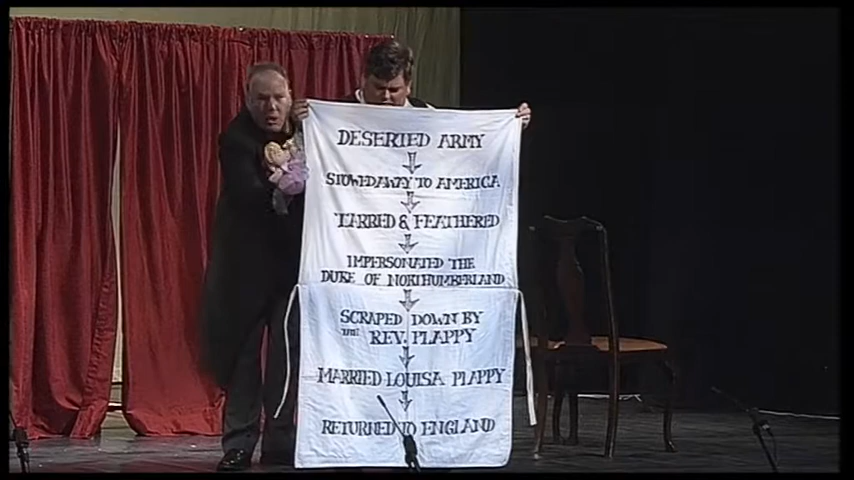 DESERTED ARMY
STOWEDAWAY TO AMERICA
TARRED & FEATHERED
IMPERSONATED THE
DUKE OF NORTHUMBERLAND
SCRAPED DOWN BY
THE REV. PLAPPY
MARRIED LOUISA PLAPPY
RETURNED TO ENGLAND